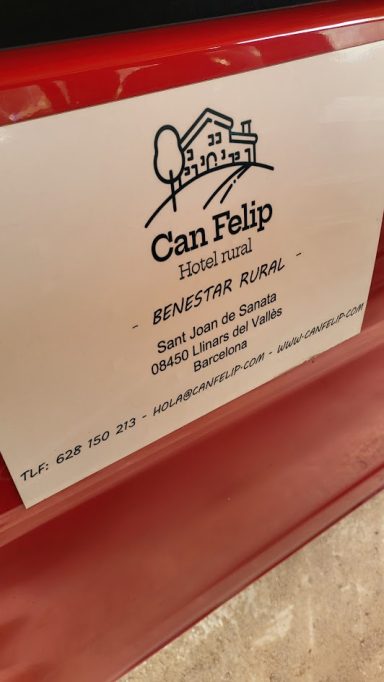 Can Felip
Hotel rural
- BENESTAR RURAL -
Sant Joan de Sanata
08450 Llinars del Vallès
Barcelona
TLF: 628 150 213 - HOLA@CANFELIP.COM - WWW.CANFELIP.COM